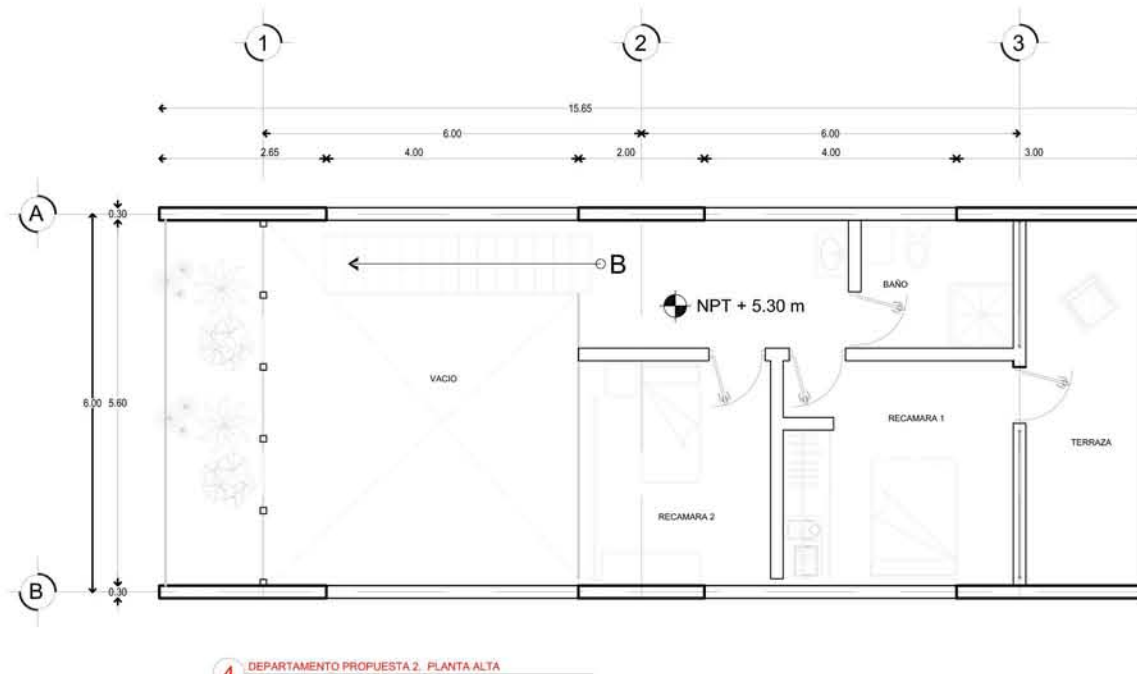 1 2 3
15.65
6.00 6.00
2.65 4.00 2.00 4.00 3.00
A
0.30
B
BAÑO
NPT + 5.30 m
VACIO
6.00 5.60
RECAMARA 1
TERRAZA
RECAMARA 2
B
0.30
4 DEPARTAMENTO PROPUESTA 2. PLANTA ALTA